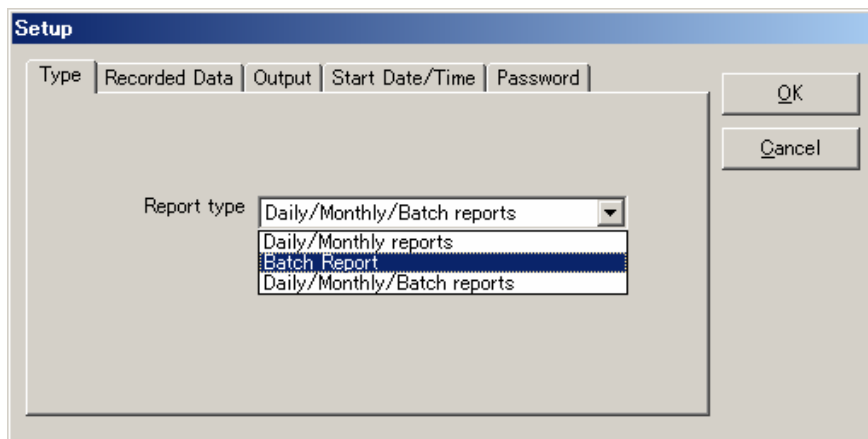 Setup
Type Recorded Data Output Start Date/Time Password
OK
Cancel
Report type Daily/Monthly/Batch reports
Daily/Monthly reports
Batch Report
Daily/Monthly/Batch reports